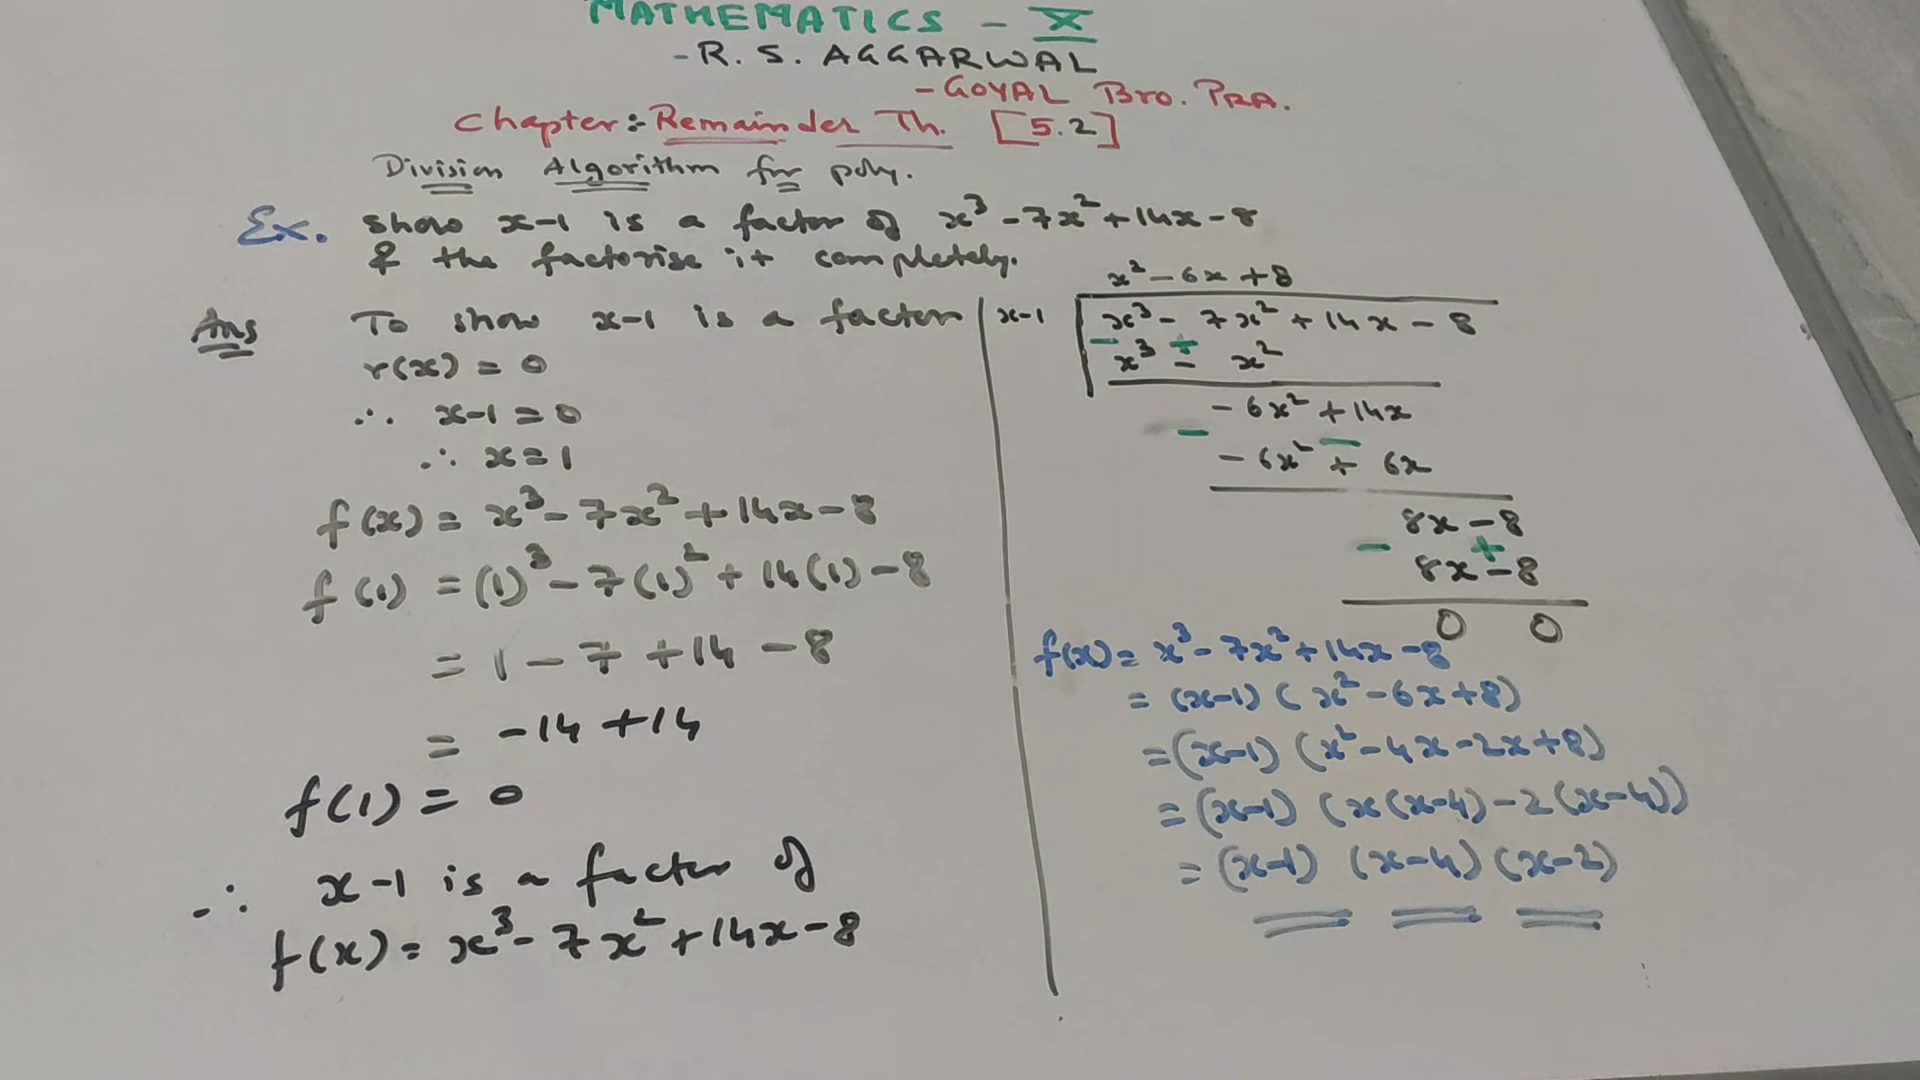 MATHEMATICS - X
- R. S. AGGARWAL
- GOYAL Bro. PRA.
Chapter:- Remainder Th. [5.2]
Division Algorithm for poly.
Ex. Show x-1 is a factor of x³-7x²+14x-8
& the factorise it completely.
Ans To show x-1 is a factor
r(x) = 0
∴ x-1 = 0
∴ x = 1
f(x) = x³-7x²+14x-8
f(1) = (1)³-7(1)²+14(1)-8
= 1-7+14-8
= -14+14
f(1) = 0
∴ x-1 is a factor of
f(x) = x³-7x²+14x-8
x²-6x+8
x-1 x³-7x²+14x-8
- +
x³ - x²
-6x²+14x
- -
-6x²+6x
8x-8
- +
8x-8
0 0
f(x) = x³-7x²+14x-8
= (x-1) (x²-6x+8)
= (x-1) (x²-4x-2x+8)
= (x-1) (x(x-4)-2(x-4))
= (x-1) (x-4) (x-2)